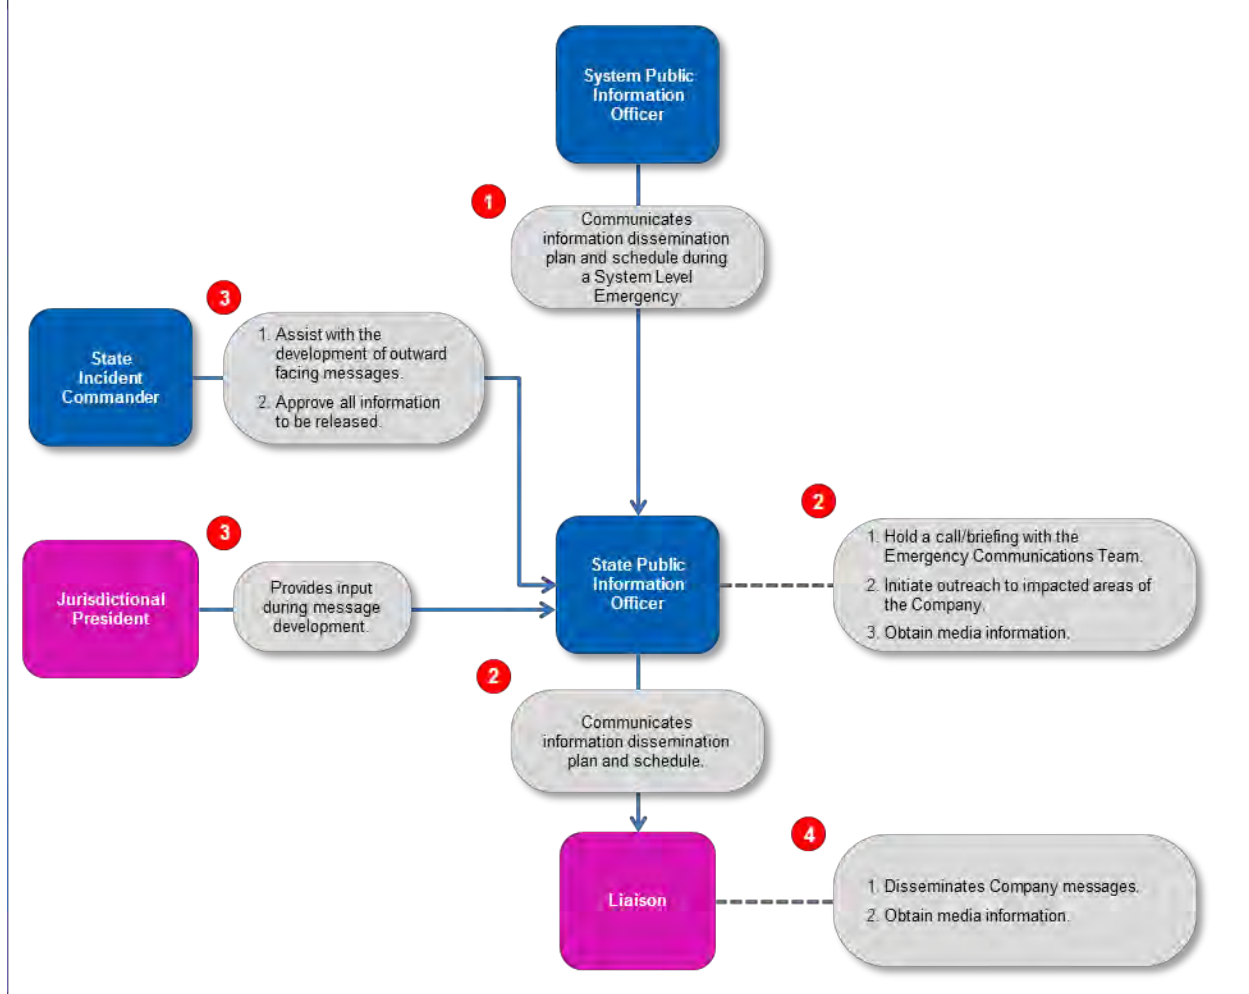 System Public
Information
Officer
1
Communicates
information dissemination
plan and schedule during
a System Level
Emergency
3
State
Incident
Commander
1. Assist with the
development of outward
facing messages.
2. Approve all information
to be released.
3
Jurisdictional
President
Provides input
during message
development.
State Public
Information
Officer
2
1. Hold a call/briefing with the
Emergency Communications Team.
2. Initiate outreach to impacted areas of
the Company.
3. Obtain media information.
2
Communicates
information dissemination
plan and schedule.
Liaison
4
1. Disseminates Company messages.
2. Obtain media information.